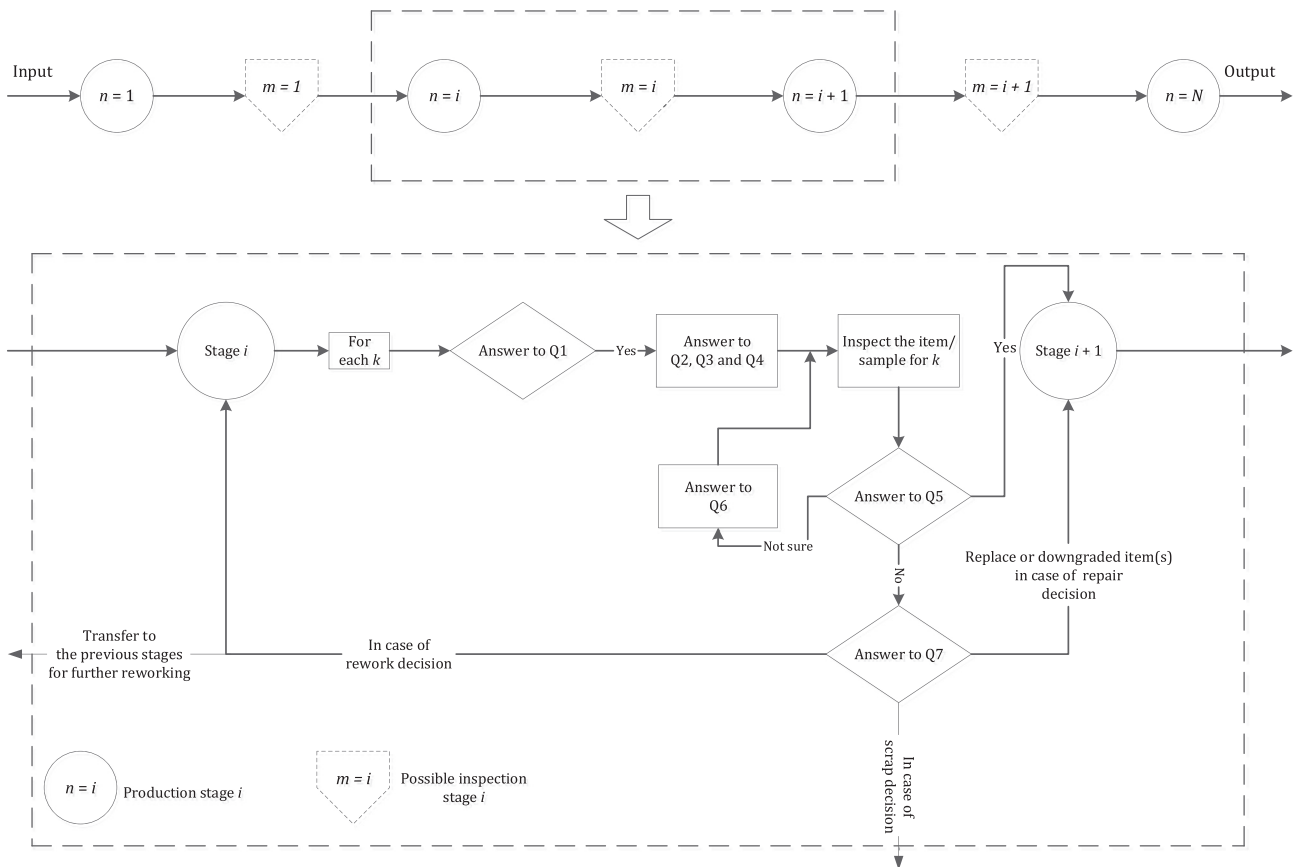 Input
n = 1
m = 1
n = i
m = i
n = i + 1
m = i + 1
n = N
Output
Stage i
For
each k
Answer to Q1
Yes
Answer to
Q2, Q3 and Q4
Inspect the item/
sample for k
Yes
Stage i + 1
Answer to
Q6
Answer to Q5
Not sure
No
Replace or downgraded item(s)
in case of repair
decision
Transfer to
the previous stages
for further reworking
In case of
rework decision
Answer to Q7
In case of
scrap decision
n = i
Production stage i
m = i
Possible inspection
stage i